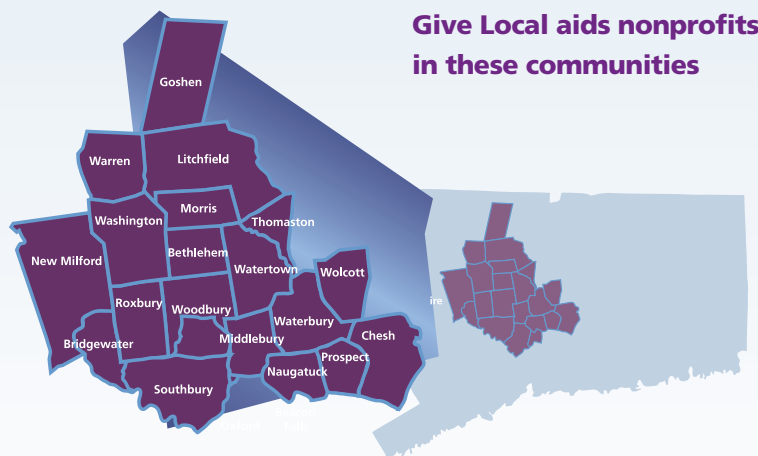 Give Local aids nonprofits
in these communities
Goshen
Warren
Litchfield
Morris
Washington
Thomaston
Bethlehem
New Milford
Watertown
Wolcott
Roxbury
Woodbury
ire
Waterbury
Bridgewater
Middlebury
Chesh
Prospect
Naugatuck
Southbury